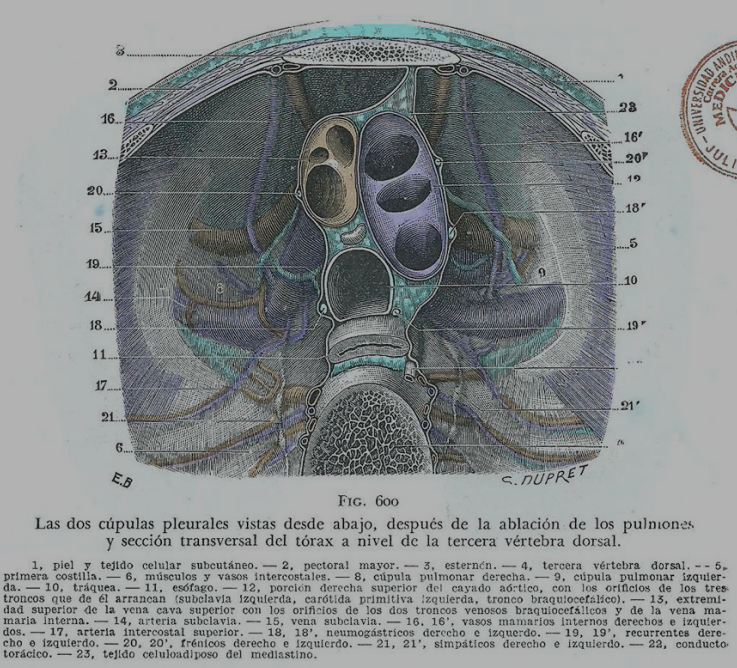 3
2
16
13
20
15
19
14
18
11
17
21
6
23
16'
20'
12
18'
5
9
10
8
19'
21'
UNIVERSIDAD ANDINA
Carrera
MEDIC
JULI
E.B
S. DUPRET
FIG. 600
Las dos cúpulas pleurales vistas desde abajo, después de la ablación de los pulmones
y sección transversal del tórax a nivel de la tercera vértebra dorsal.
1, piel y tejido celular subcutáneo. — 2, pectoral mayor. — 3, esternón. — 4, tercera vértebra dorsal. -- 5,
primera costilla. — 6, músculos y vasos intercostales. — 8, cúpula pulmonar derecha. — 9, cúpula pulmonar izquier-
da. — 10, tráquea. — 11, esófago. — 12, porción derecha superior del cayado aórtico, con los orificios de los tres
troncos que de él arrancan (subclavia izquierda, carótida primitiva izquierda, tronco braquiocefálico). — 13, extremi-
dad superior de la vena cava superior con los orificios de los dos troncos venosos braquiocefálicos y de la vena ma-
maria interna. — 14, arteria subclavia. — 15, vena subclavia. — 16. 16', vasos mamarios internos derechos e izquier-
dos. — 17, arteria intercostal superior. — 18, 18', neumogástricos derecho e izquerdo. — 19, 19', recurrentes dere-
cho e izquierdo. — 20, 20', frénicos derecho e izquierdo. — 21, 21', simpáticos derecho e izquierdo. — 22, conducto
torácico. — 23, tejido celuloadiposo del mediastino.